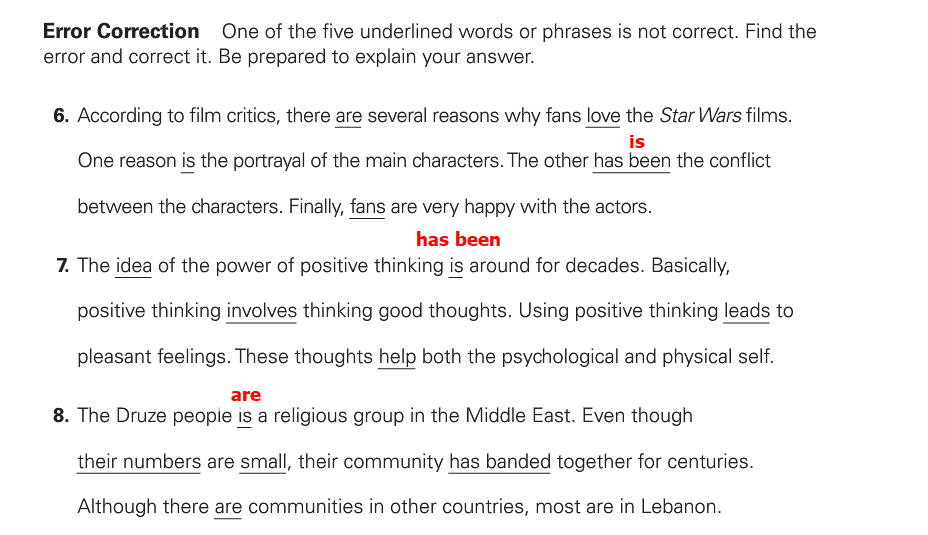 Error Correction One of the five underlined words or phrases is not correct. Find the
error and correct it. Be prepared to explain your answer.
6. According to film critics, there are several reasons why fans love the Star Wars films.
is
One reason is the portrayal of the main characters. The other has been the conflict
between the characters. Finally, fans are very happy with the actors.
has been
7. The idea of the power of positive thinking is around for decades. Basically,
positive thinking involves thinking good thoughts. Using positive thinking leads to
pleasant feelings. These thoughts help both the psychological and physical self.
are
8. The Druze people is a religious group in the Middle East. Even though
their numbers are small, their community has banded together for centuries.
Although there are communities in other countries, most are in Lebanon.